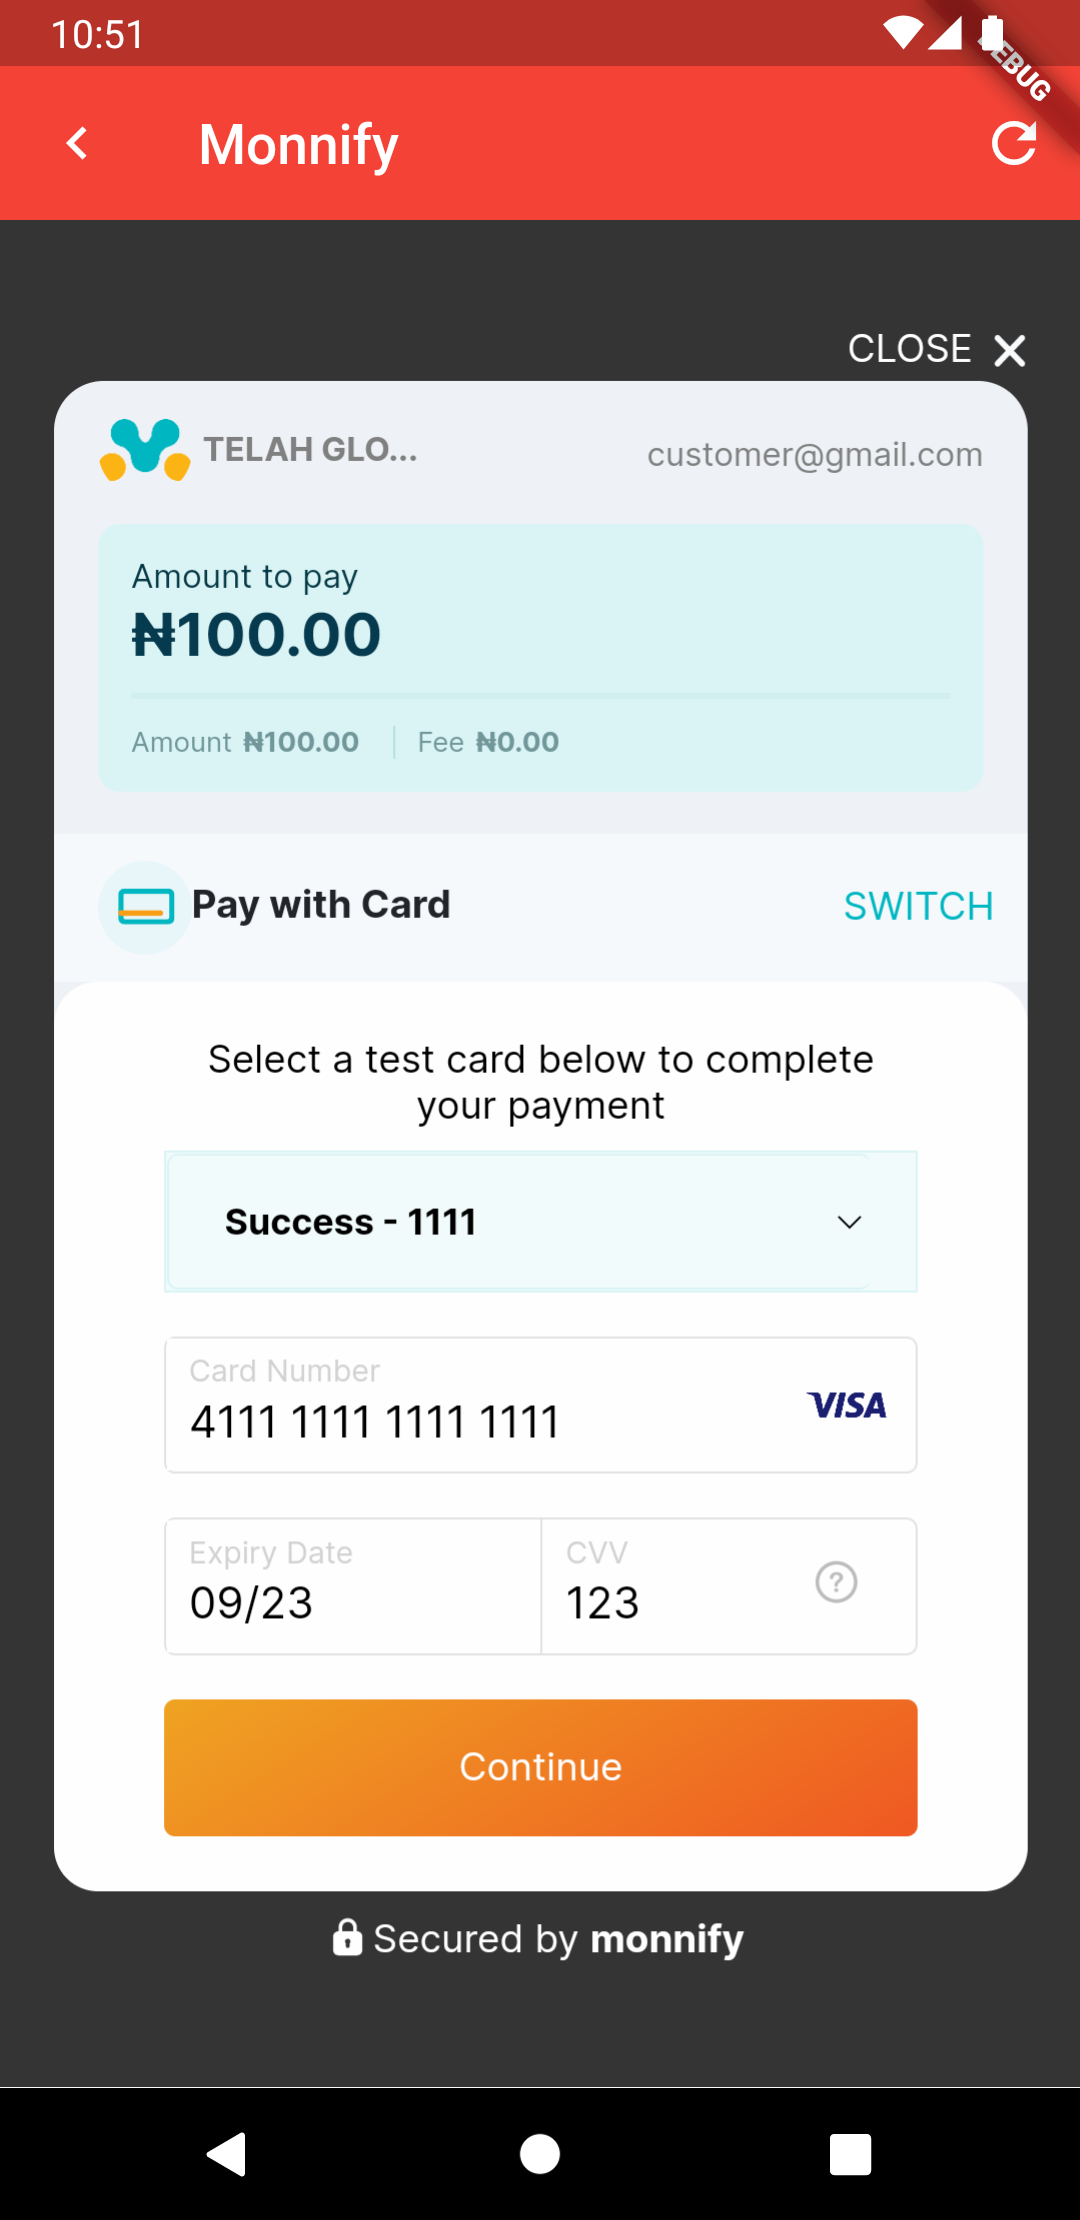 10:51
DEBUG
Monnify
CLOSE
TELAH GLO...
customer@gmail.com
Amount to pay
₦100.00
Amount ₦100.00 Fee ₦0.00
Pay with Card
SWITCH
Select a test card below to complete
your payment
Success - 1111
Card Number
4111 1111 1111 1111
VISA
Expiry Date
09/23
CVV
123
?
Continue
Secured by monnify